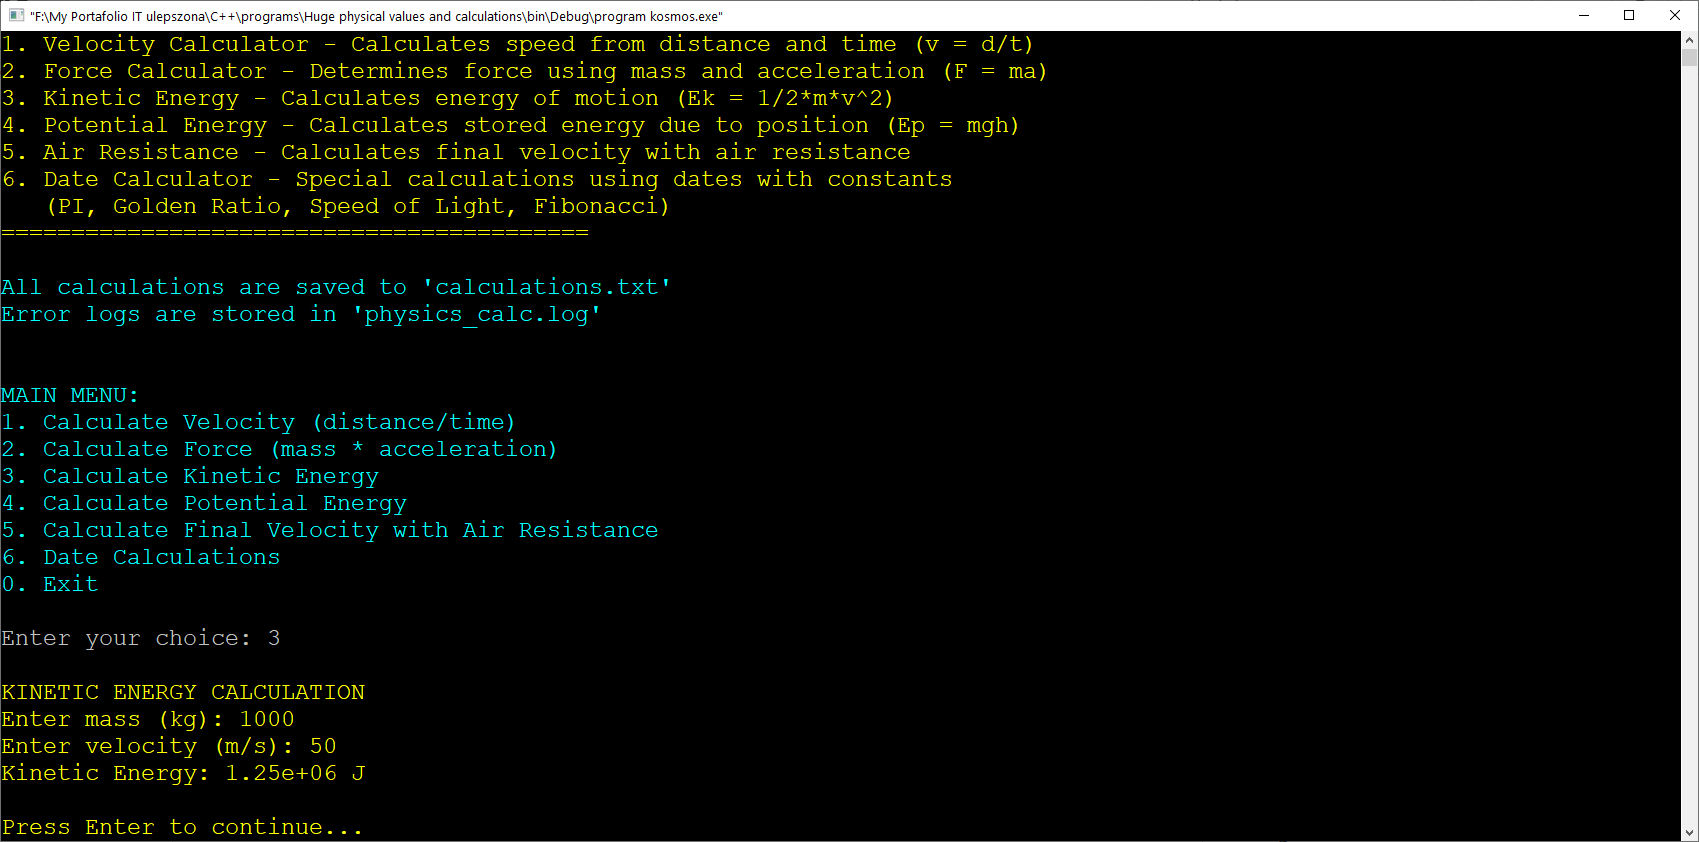 "F:\My Portafolio IT ulepszona\C++\programs\Huge physical values and calculations\bin\Debug\program kosmos.exe"
1. Velocity Calculator - Calculates speed from distance and time (v = d/t)
2. Force Calculator - Determines force using mass and acceleration (F = ma)
3. Kinetic Energy - Calculates energy of motion (Ek = 1/2*m*v^2)
4. Potential Energy - Calculates stored energy due to position (Ep = mgh)
5. Air Resistance - Calculates final velocity with air resistance
6. Date Calculator - Special calculations using dates with constants
   (PI, Golden Ratio, Speed of Light, Fibonacci)
==========================================
All calculations are saved to 'calculations.txt'
Error logs are stored in 'physics_calc.log'
MAIN MENU:
1. Calculate Velocity (distance/time)
2. Calculate Force (mass * acceleration)
3. Calculate Kinetic Energy
4. Calculate Potential Energy
5. Calculate Final Velocity with Air Resistance
6. Date Calculations
0. Exit
Enter your choice: 3
KINETIC ENERGY CALCULATION
Enter mass (kg): 1000
Enter velocity (m/s): 50
Kinetic Energy: 1.25e+06 J
Press Enter to continue...